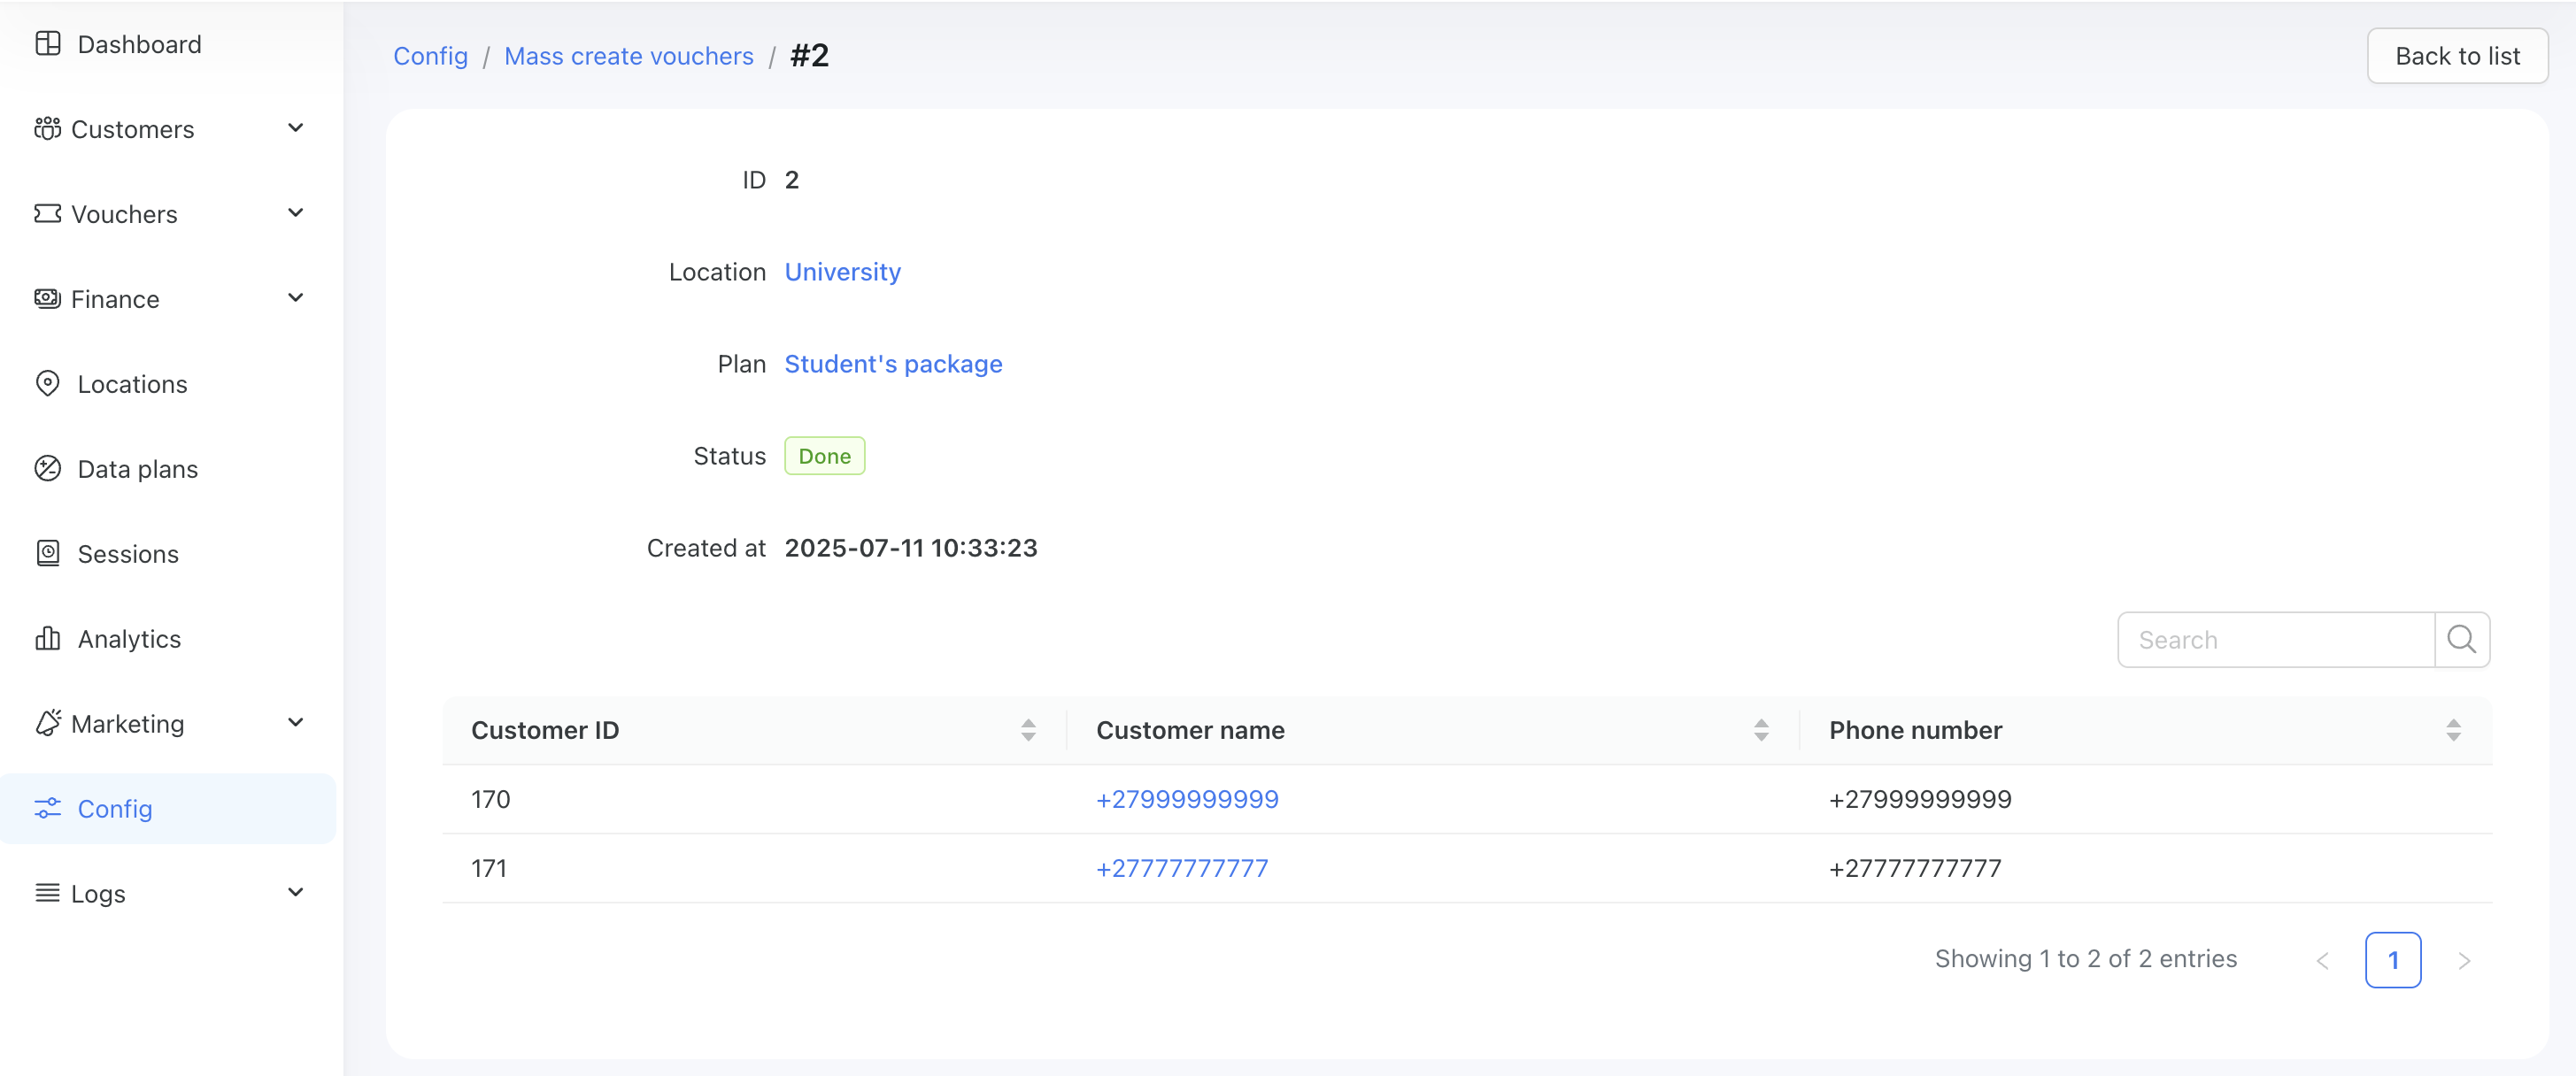 Dashboard
Customers
Vouchers
Finance
Locations
Data plans
Sessions
Analytics
Marketing
Config
Logs
Config / Mass create vouchers / #2
Back to list
ID 2
Location University
Plan Student's package
Status Done
Created at 2025-07-11 10:33:23
Search
Customer ID Customer name Phone number
170 +27999999999 +27999999999
171 +27777777777 +27777777777
Showing 1 to 2 of 2 entries < 1 >